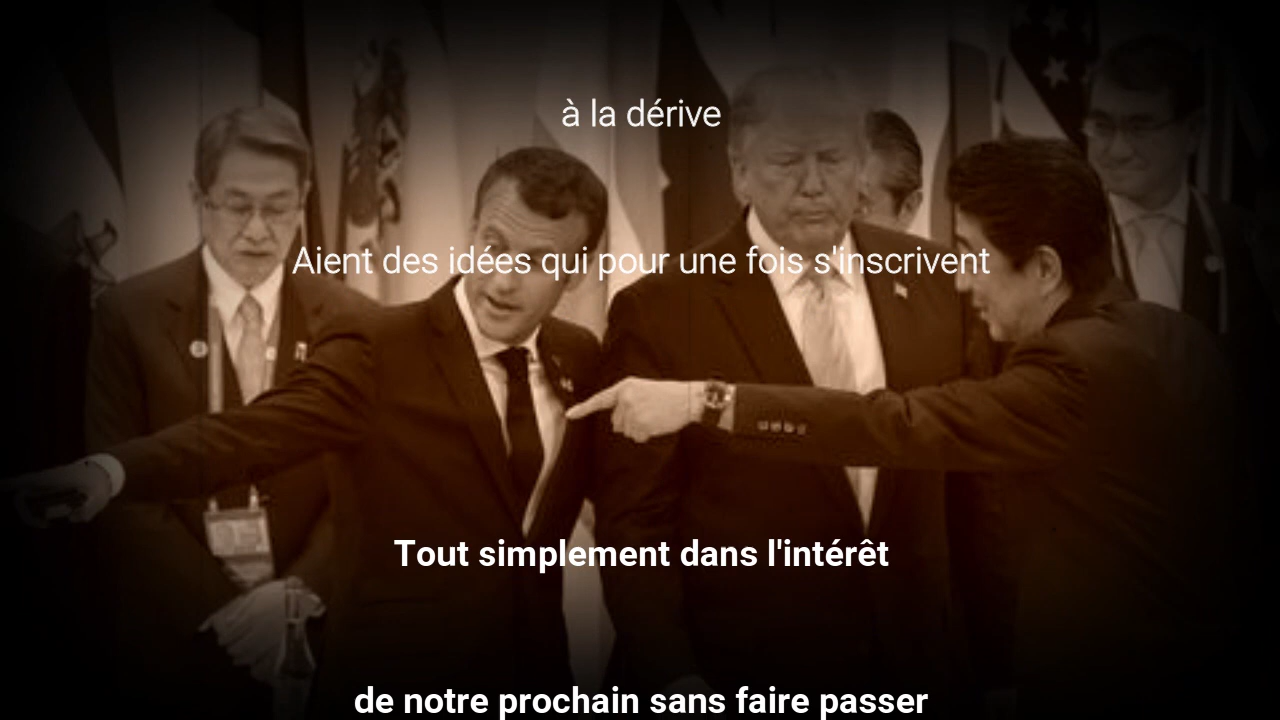 à la dérive
Aient des idées qui pour une fois s'inscrivent
Tout simplement dans l'intérêt
de notre prochain sans faire passer